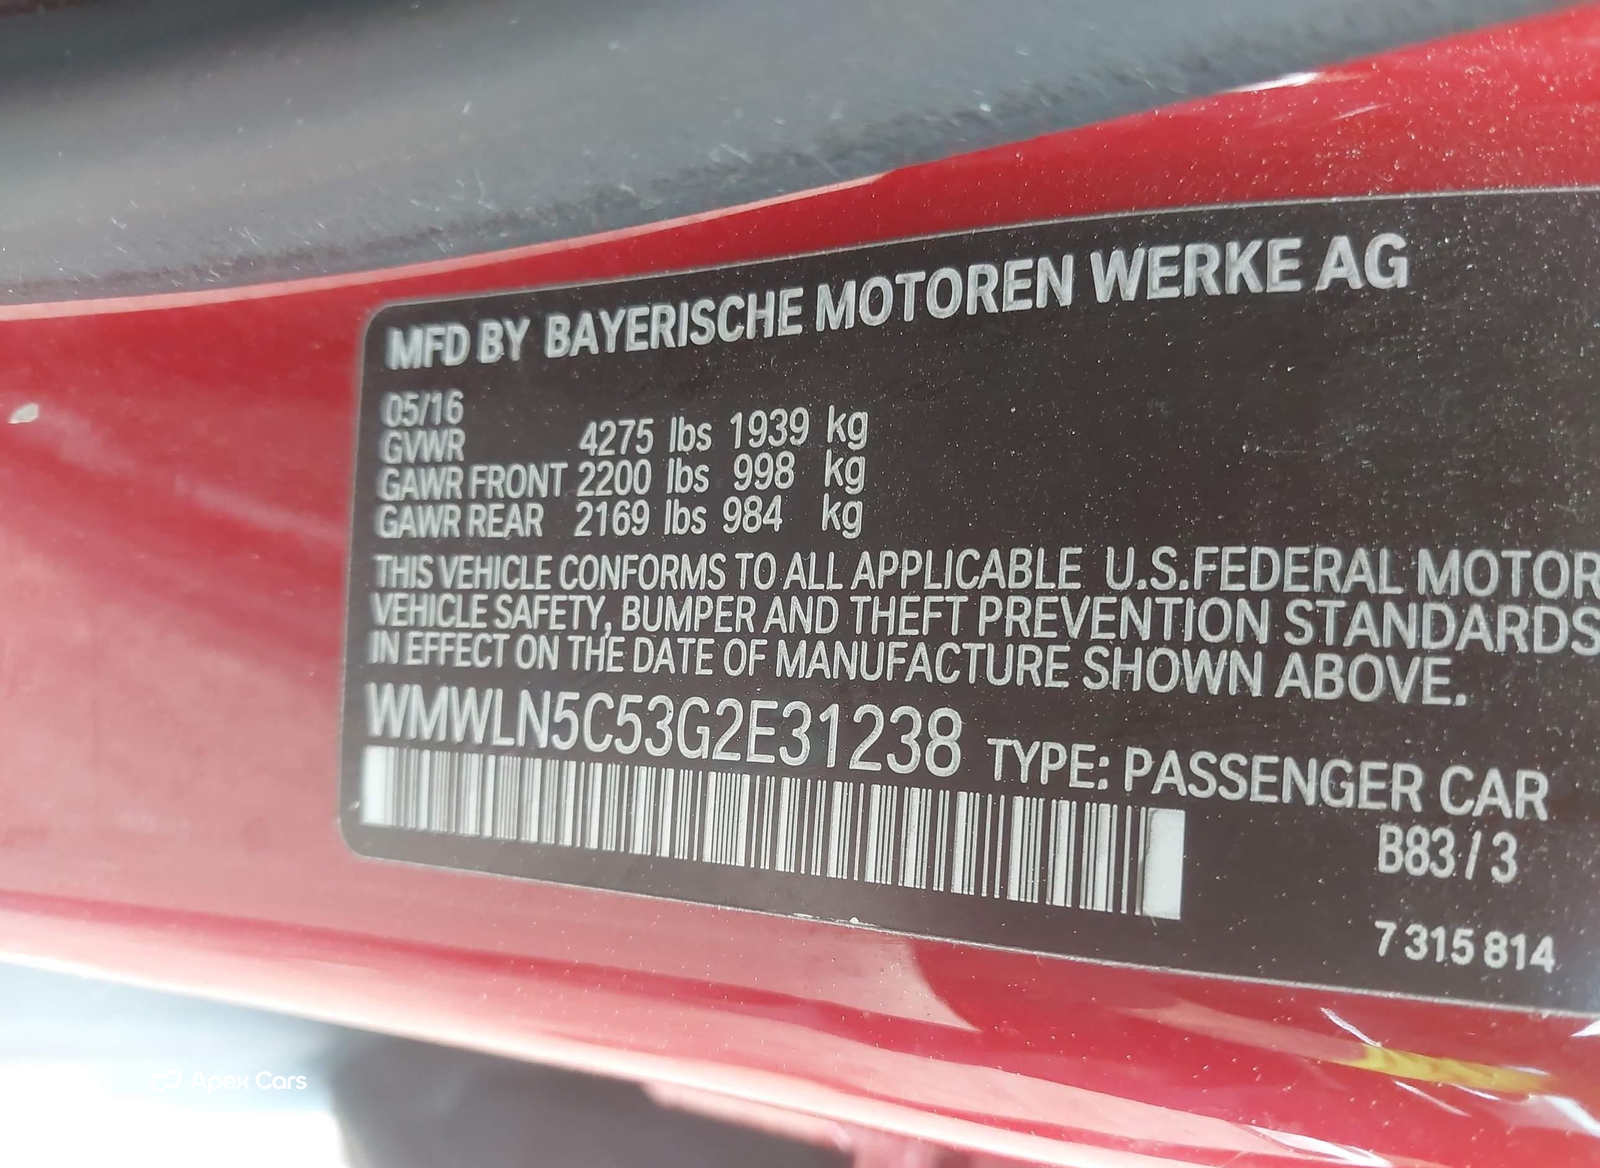 MFD BY BAYERISCHE MOTOREN WERKE AG
05/16
GVWR 4275 lbs 1939 kg
GAWR FRONT 2200 lbs 998 kg
GAWR REAR 2169 lbs 984 kg
THIS VEHICLE CONFORMS TO ALL APPLICABLE U.S.FEDERAL MOTOR
VEHICLE SAFETY, BUMPER AND THEFT PREVENTION STANDARDS
IN EFFECT ON THE DATE OF MANUFACTURE SHOWN ABOVE.
WMWLN5C53G2E31238 TYPE: PASSENGER CAR
B83 / 3
7 315 814
Apex Cars